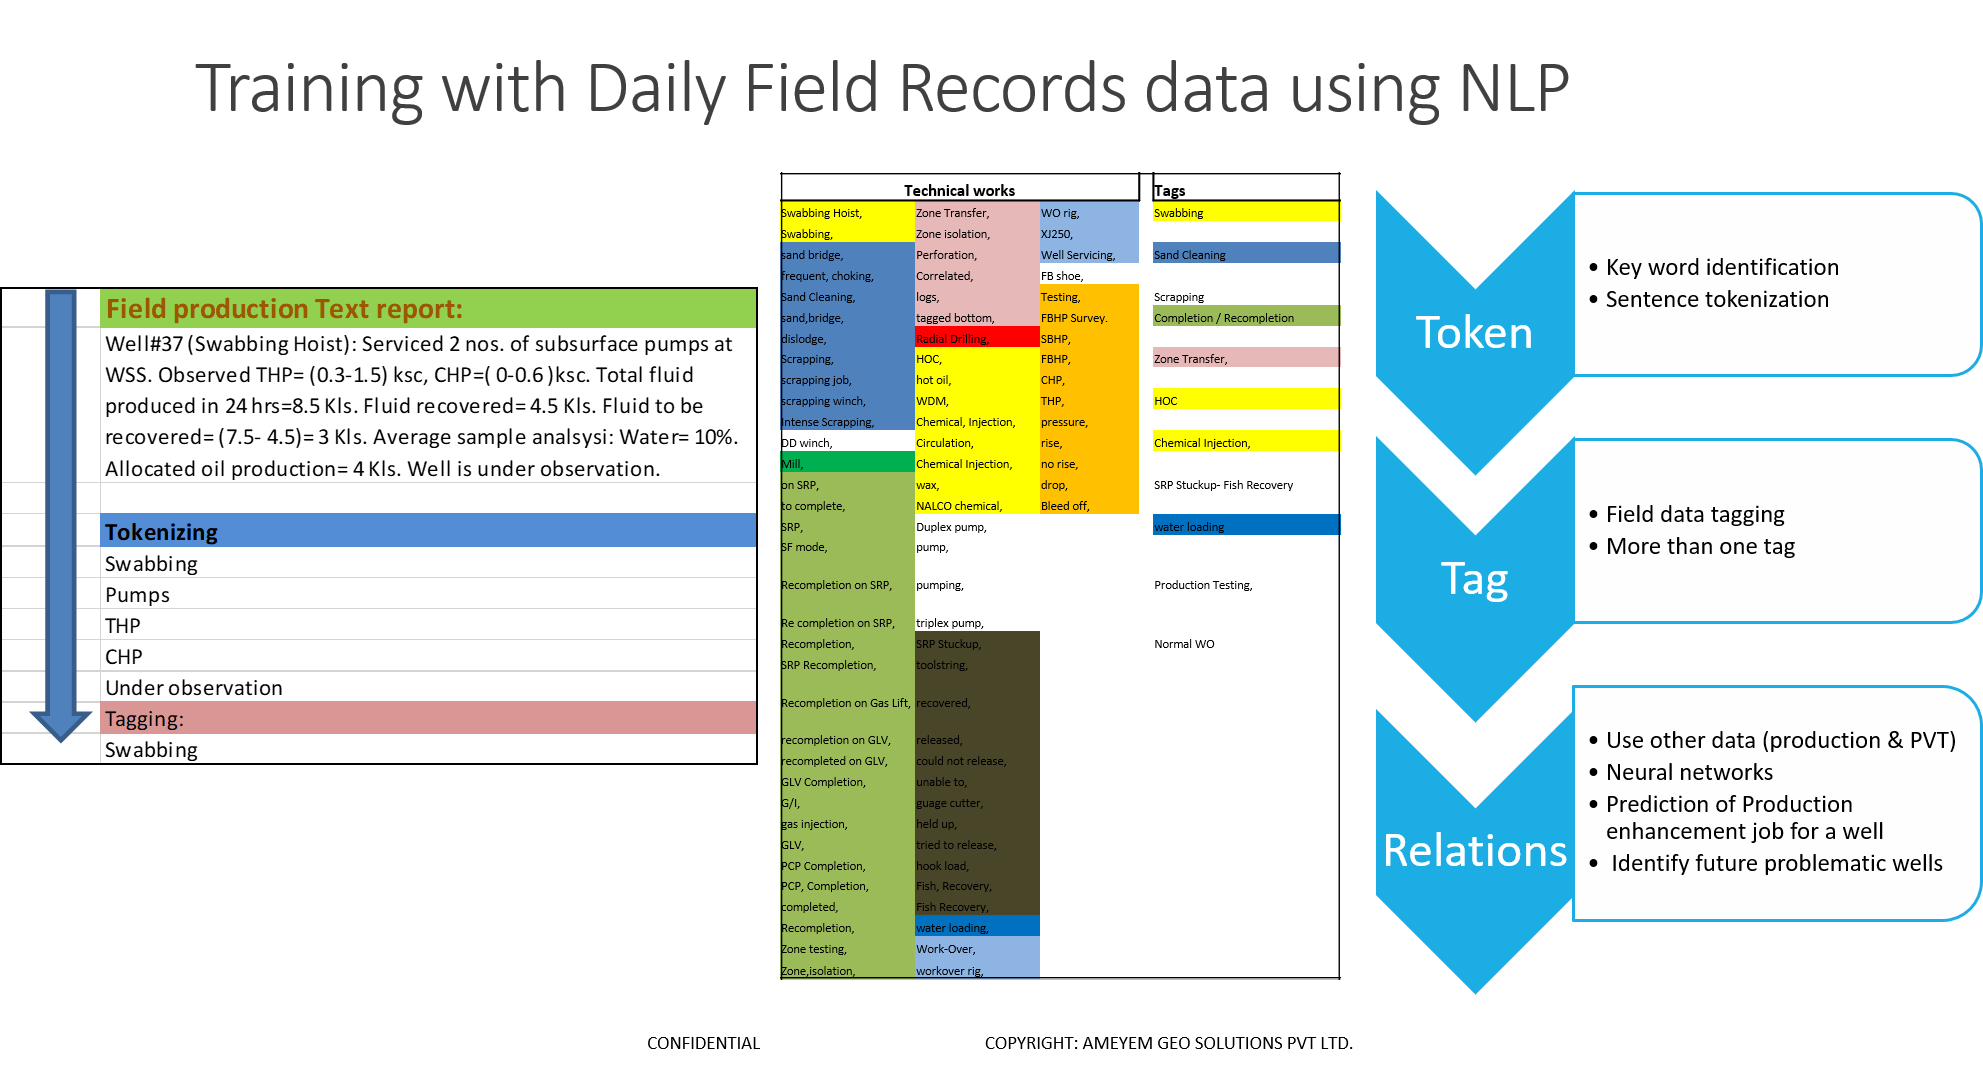 Training with Daily Field Records data using NLP
Field production Text report:
Well#37 (Swabbing Hoist): Serviced 2 nos. of subsurface pumps at
WSS. Observed THP= (0.3-1.5) ksc, CHP=( 0-0.6 )ksc. Total fluid
produced in 24 hrs=8.5 Kls. Fluid recovered= 4.5 Kls. Fluid to be
recovered= (7.5- 4.5)= 3 Kls. Average sample analsysi: Water= 10%.
Allocated oil production= 4 Kls. Well is under observation.
Tokenizing
Swabbing
Pumps
THP
CHP
Under observation
Tagging:
Swabbing
Technical works
Swabbing Hoist,
Swabbing,
sand bridge,
frequent, choking,
Sand Cleaning,
sand,bridge,
dislodge,
Scrapping,
scrapping job,
scrapping winch,
Intense Scrapping,
DD winch,
Mill,
on SRP,
to complete,
SRP,
SF mode,
Recompletion on SRP,
Re completion on SRP,
Recompletion,
SRP Recompletion,
Recompletion on Gas Lift,
recompletion on GLV,
recompleted on GLV,
GLV Completion,
G/I,
gas injection,
GLV,
PCP Completion,
PCP, Completion,
completed,
Recompletion,
Zone testing,
Zone,isolation,
Zone Transfer,
Zone isolation,
Perforation,
Correlated,
logs,
tagged bottom,
Radial Drilling,
HOC,
hot oil,
WDM,
Chemical, Injection,
Circulation,
Chemical Injection,
wax,
NALCO chemical,
Duplex pump,
pump,
pumping,
triplex pump,
SRP Stuckup,
toolstring,
recovered,
released,
could not release,
unable to,
guage cutter,
held up,
tried to release,
hook load,
Fish, Recovery,
Fish Recovery,
water loading,
Work-Over,
workover rig,
WO rig,
XJ250,
Well Servicing,
FB shoe,
Testing,
FBHP Survey.
SBHP,
FBHP,
CHP,
THP,
pressure,
rise,
no rise,
drop,
Bleed off,
Tags
Swabbing
Sand Cleaning
Scrapping
Completion / Recompletion
Zone Transfer,
HOC
Chemical Injection,
SRP Stuckup- Fish Recovery
water loading
Production Testing,
Normal WO
Token
• Key word identification
• Sentence tokenization
Tag
• Field data tagging
• More than one tag
Relations
• Use other data (production & PVT)
• Neural networks
• Prediction of Production
enhancement job for a well
• Identify future problematic wells
CONFIDENTIAL
COPYRIGHT: AMEYEM GEO SOLUTIONS PVT LTD.